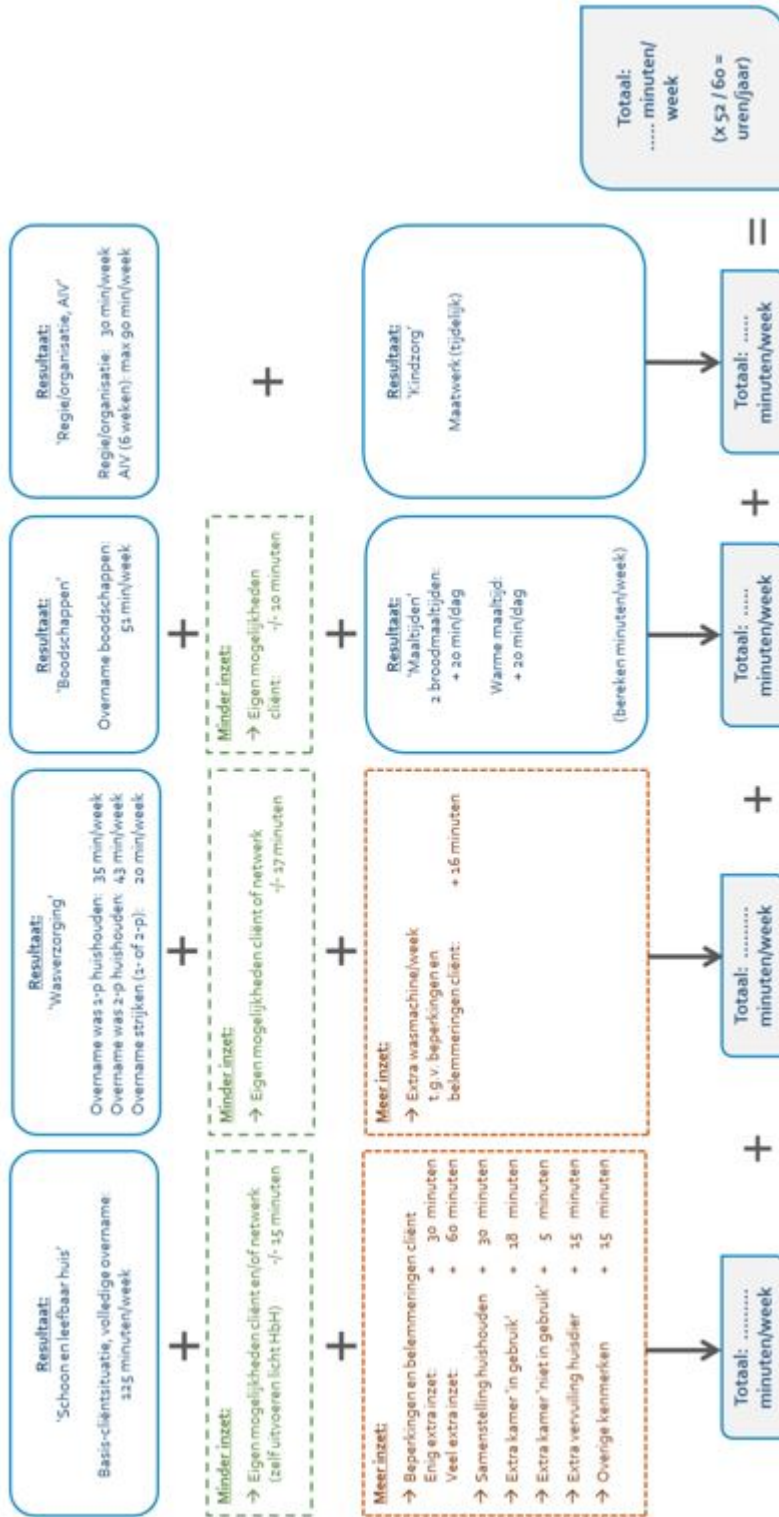 Resultaat:
'Schoon en leefbaar huis'
Basis-cliëntsituatie, volledige overname:
125 minuten/week
+
Minder inzet:
→ Eigen mogelijkheden cliënt en/of netwerk
(zelf uitvoeren licht HbH) -/- 15 minuten
+
Meer inzet:
→ Beperkingen en belemmeringen cliënt
Enig extra inzet: + 30 minuten
Veel extra inzet: + 60 minuten
→ Samenstelling huishouden + 30 minuten
→ Extra kamer 'in gebruik' + 18 minuten
→ Extra kamer 'niet in gebruik' + 5 minuten
→ Extra vervuiling huisdier + 15 minuten
→ Overige kenmerken + 15 minuten
Totaal: .........
minuten/week
+
Resultaat:
'Wasverzorging'
Overname was 1-p huishouden: 35 min/week
Overname was 2-p huishouden: 43 min/week
Overname strijken (1- of 2-p): 20 min/week
+
Minder inzet:
→ Eigen mogelijkheden cliënt of netwerk
-/- 17 minuten
+
Meer inzet:
→ Extra wasmachine/week
t.g.v. beperkingen en
belemmeringen cliënt: + 16 minuten
Totaal: .........
minuten/week
+
Resultaat:
'Boodschappen'
Overname boodschappen:
51 min/week
+
Minder inzet:
→ Eigen mogelijkheden
cliënt: -/- 10 minuten
+
Resultaat:
'Maaltijden'
2 broodmaaltijden:
+ 20 min/dag
Warme maaltijd:
+ 20 min/dag
(bereken minuten/week)
Totaal: .....
minuten/week
+
Resultaat:
'Regie/organisatie, AIV'
Regie/organisatie: 30 min/week
AIV (6 weken): max 90 min/week
+
Resultaat:
'Kindzorg'
Maatwerk (tijdelijk)
Totaal: .....
minuten/week
=
Totaal:
..... minuten/
week
(x 52 / 60 =
uren/jaar)